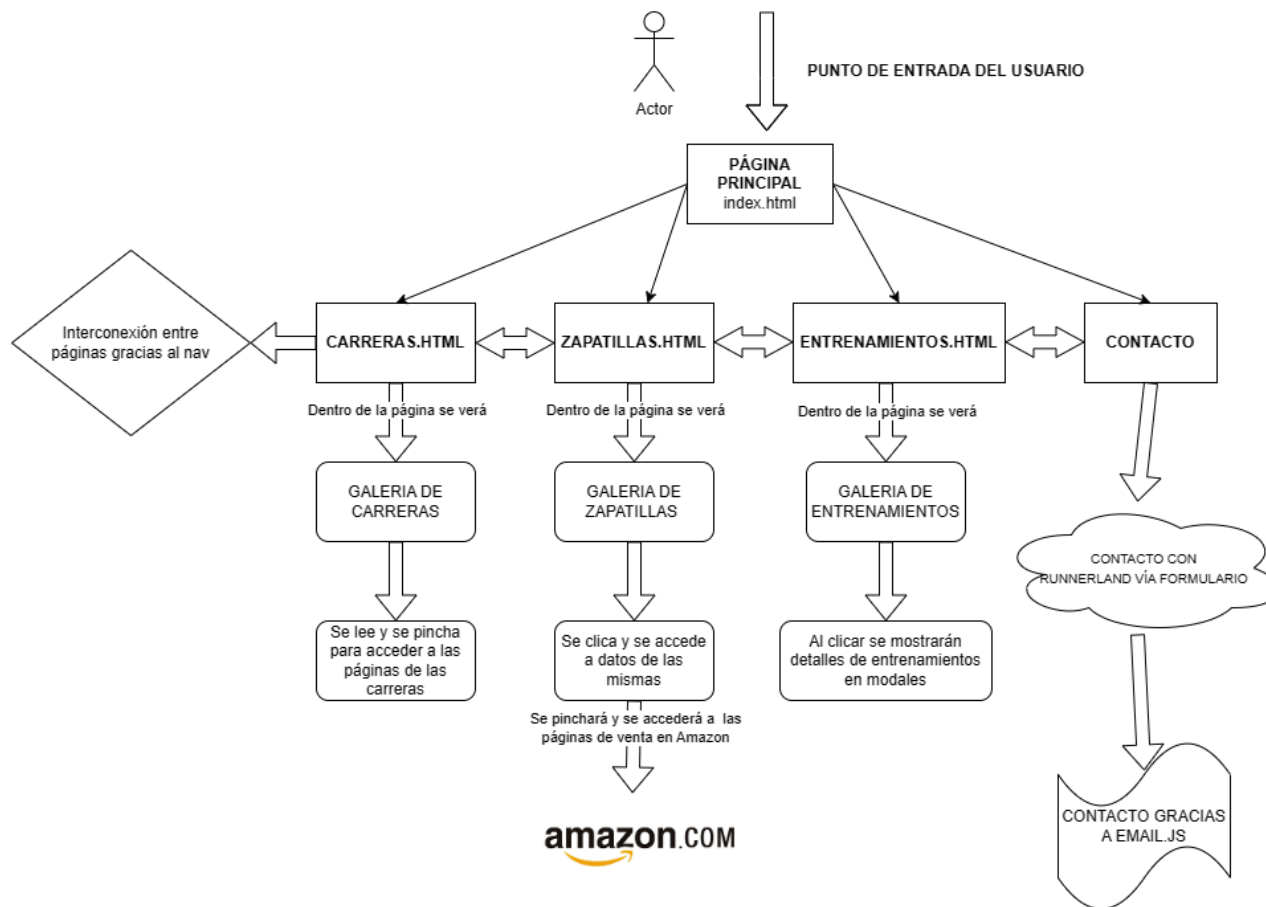 PUNTO DE ENTRADA DEL USUARIO
Actor
PÁGINA
PRINCIPAL
index.html
Interconexión entre
páginas gracias al nav
CARRERAS.HTML
ZAPATILLAS.HTML
ENTRENAMIENTOS.HTML
CONTACTO
Dentro de la página se verá
Dentro de la página se verá
Dentro de la página se verá
GALERIA DE
CARRERAS
GALERIA DE
ZAPATILLAS
GALERIA DE
ENTRENAMIENTOS
CONTACTO CON
RUNNERLAND VÍA FORMULARIO
Se lee y se pincha
para acceder a las
páginas de las
carreras
Se clica y se accede
a datos de las
mismas
Al clicar se mostrarán
detalles de entrenamientos
en modales
Se pinchará y se accederá a las
páginas de venta en Amazon
CONTACTO GRACIAS
A EMAIL.JS
amazon.COM